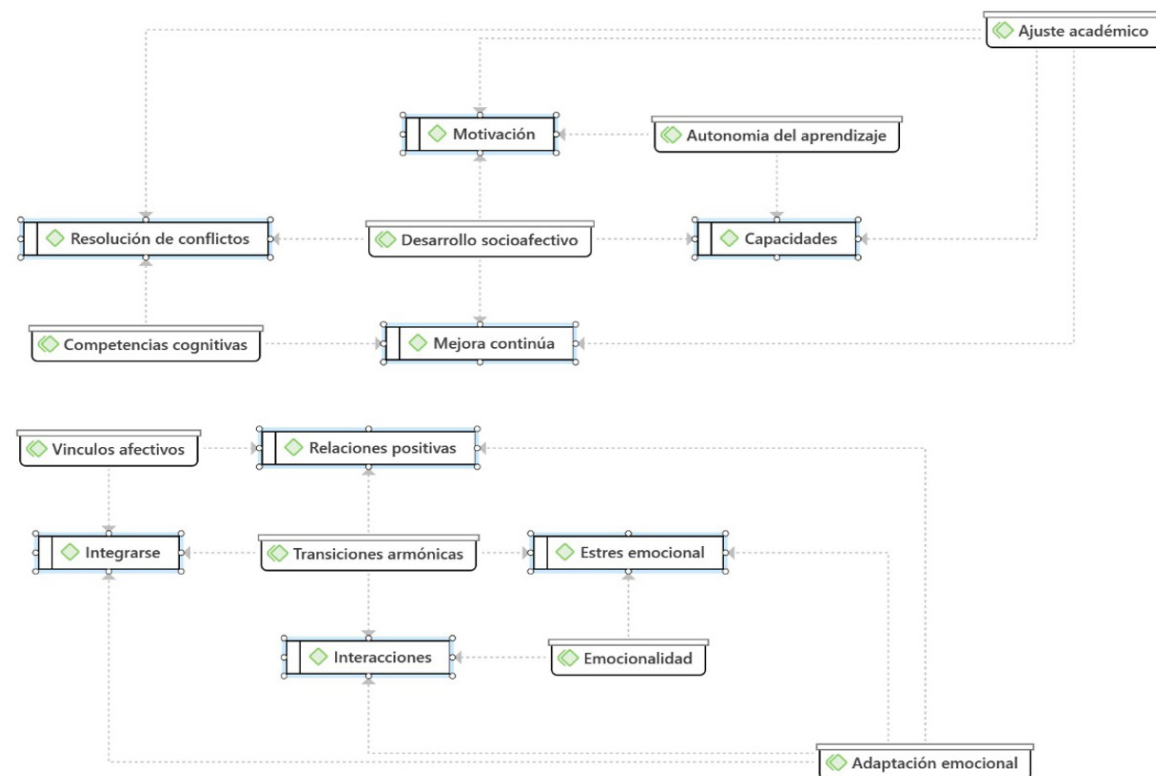 Ajuste académico
Motivación
Autonomia del aprendizaje
Resolución de conflictos
Desarrollo socioafectivo
Capacidades
Competencias cognitivas
Mejora continúa
Vinculos afectivos
Relaciones positivas
Integrarse
Transiciones armónicas
Estres emocional
Interacciones
Emocionalidad
Adaptación emocional